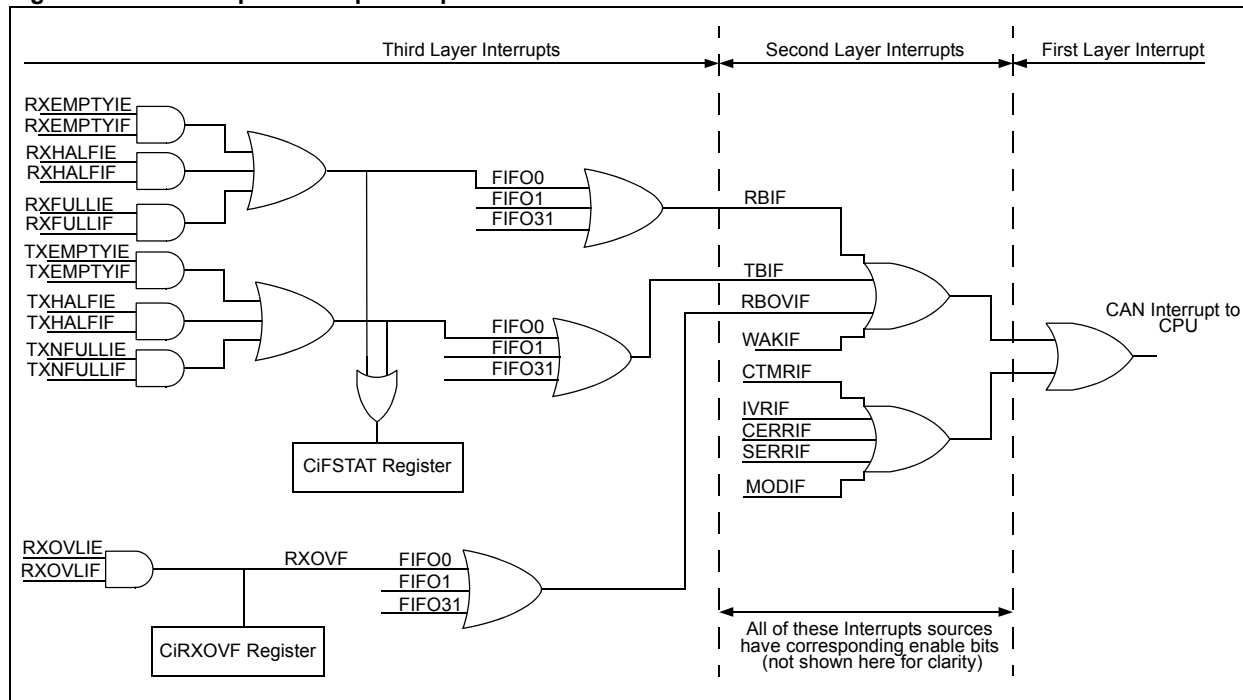 Third Layer Interrupts
Second Layer Interrupts
First Layer Interrupt
RXEMPTYIE
RXEMPTYIF
RXHALFIE
RXHALFIF
RXFULLIE
RXFULLIF
TXEMPTYIE
TXEMPTYIF
TXHALFIE
TXHALFIF
TXNFULLIE
TXNFULLIF
FIFO0
FIFO1
FIFO31
FIFO0
FIFO1
FIFO31
CiFSTAT Register
RXOVLIE
RXOVLIF
RXOVF
FIFO0
FIFO1
FIFO31
CiRXOVF Register
RBIF
TBIF
RBOVIF
WAKIF
CTMRIF
IVRIF
CERRIF
SERRIF
MODIF
CAN Interrupt to
CPU
All of these Interrupts sources
have corresponding enable bits
(not shown here for clarity)